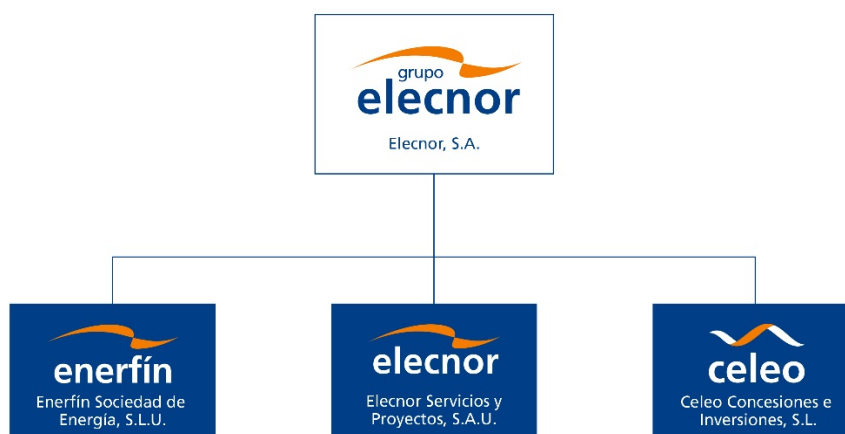 grupo
elecnor
Elecnor, S.A.
enerfín
Enerfín Sociedad de
Energía, S.L.U.
elecnor
Elecnor Servicios y
Proyectos, S.A.U.
celeo
Celeo Concesiones e
Inversiones, S.L.